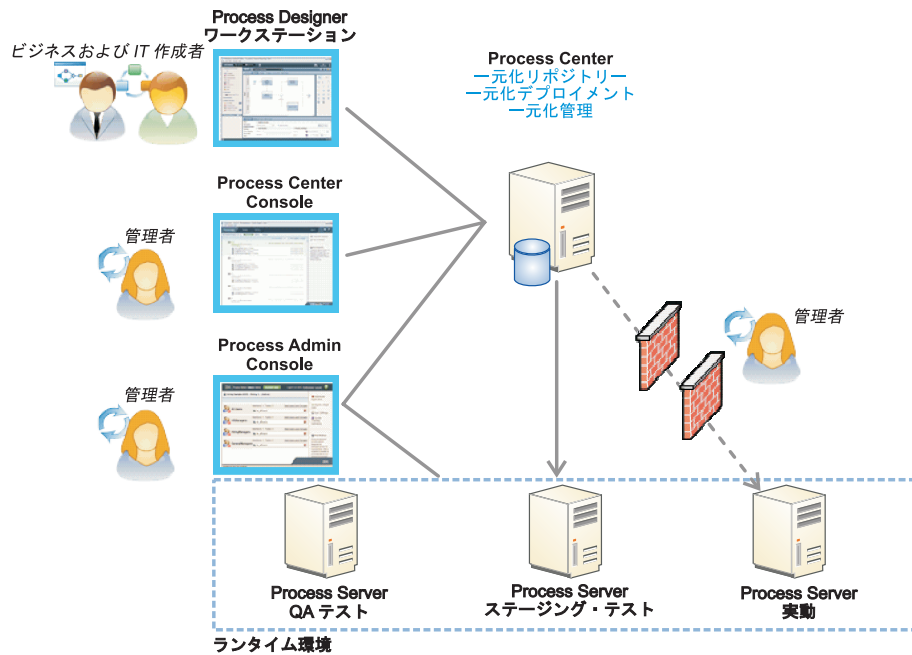 Process Designer
ワークステーション
ビジネスおよび IT 作成者
Process Center
一元化リポジトリー
一元化デプロイメント
一元化管理
Process Center
Console
管理者
管理者
Process Admin
Console
管理者
Process Server
QA テスト
Process Server
ステージング・テスト
Process Server
実動
ランタイム環境